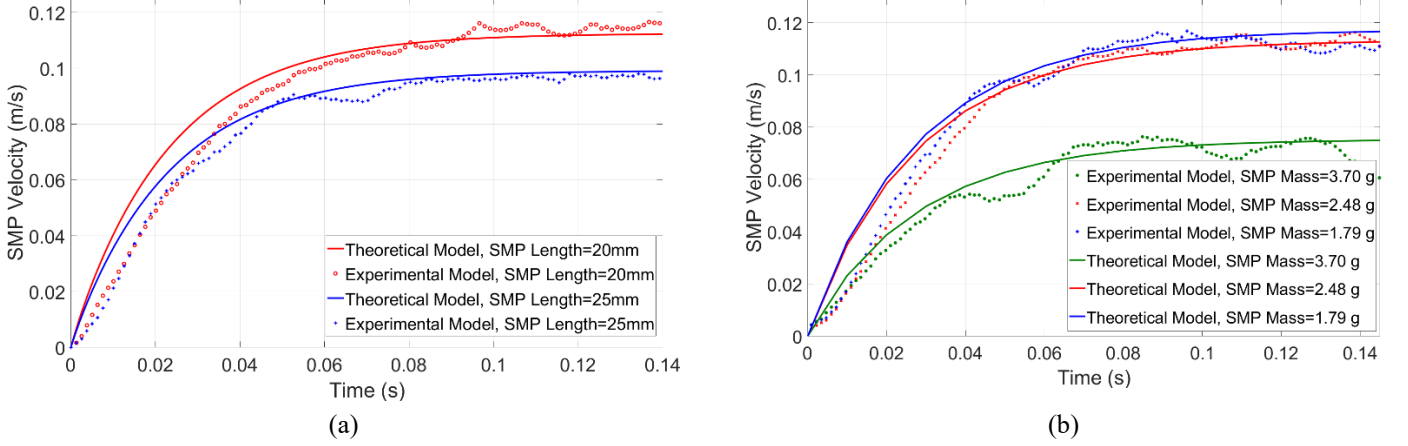 0.12
0.1
0.08
0.06
0.04
0.02
0
SMP Velocity (m/s)
Theoretical Model, SMP Length=20mm
Experimental Model, SMP Length=20mm
Theoretical Model, SMP Length=25mm
Experimental Model, SMP Length=25mm
0 0.02 0.04 0.06 0.08 0.1 0.12 0.14
Time (s)
(a)
0.12
0.1
0.08
0.06
0.04
0.02
0
SMP Velocity (m/s)
Experimental Model, SMP Mass=3.70 g
Experimental Model, SMP Mass=2.48 g
Experimental Model, SMP Mass=1.79 g
Theoretical Model, SMP Mass=3.70 g
Theoretical Model, SMP Mass=2.48 g
Theoretical Model, SMP Mass=1.79 g
0 0.02 0.04 0.06 0.08 0.1 0.12 0.14
Time (s)
(b)